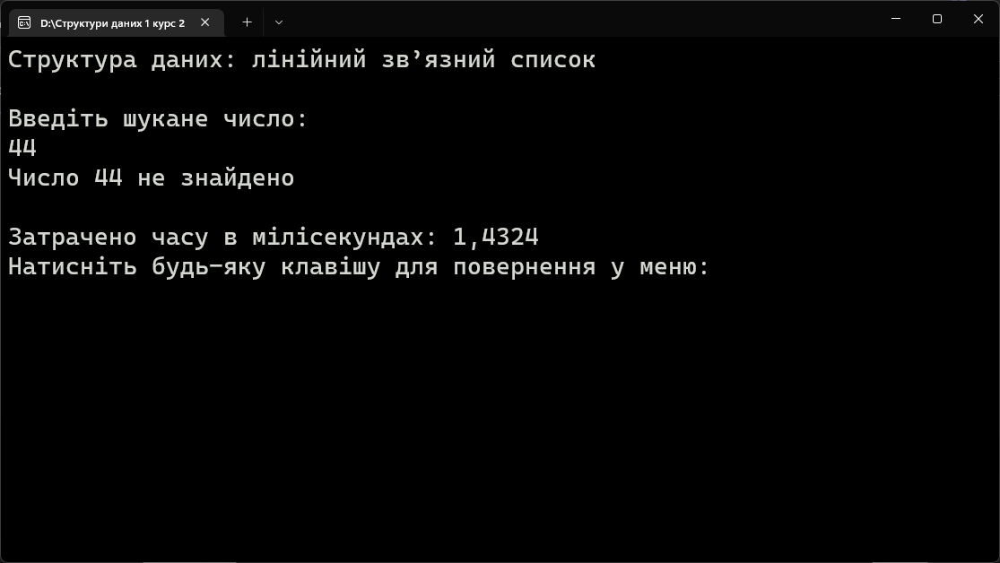 D:\Структури даних 1 курс 2
Структура даних: лінійний зв’язний список
Введіть шукане число:
44
Число 44 не знайдено
Затрачено часу в мілісекундах: 1,4324
Натисніть будь-яку клавішу для повернення у меню: